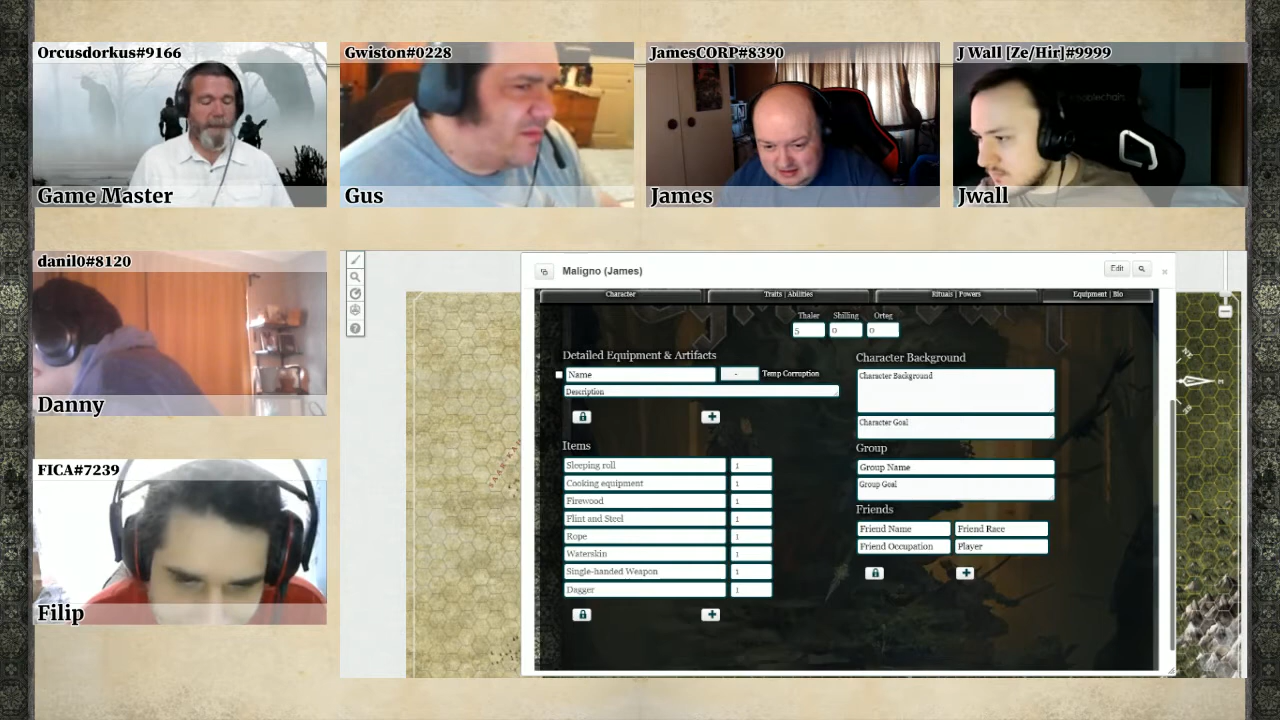 Orcusdorkus#9166
Game Master
Gwiston#0228
Gus
JamesCORP#8390
James
J Wall [Ze/Hir]#9999
Jwall
danil0#8120
Danny
FICA#7239
Filip
Maligno (James)
Edit
Character
Traits | Abilities
Rituals | Powers
Equipment | Bio
Thaler
Shilling
Orteg
5
0
0
Detailed Equipment & Artifacts
Name
-
Temp Corruption
Description
Items
Sleeping roll 1
Cooking equipment 1
Firewood 1
Flint and Steel 1
Rope 1
Waterskin 1
Single-handed Weapon 1
Dagger 1
Character Background
Character Background
Character Goal
Group
Group Name
Group Goal
Friends
Friend Name
Friend Race
Friend Occupation
Player